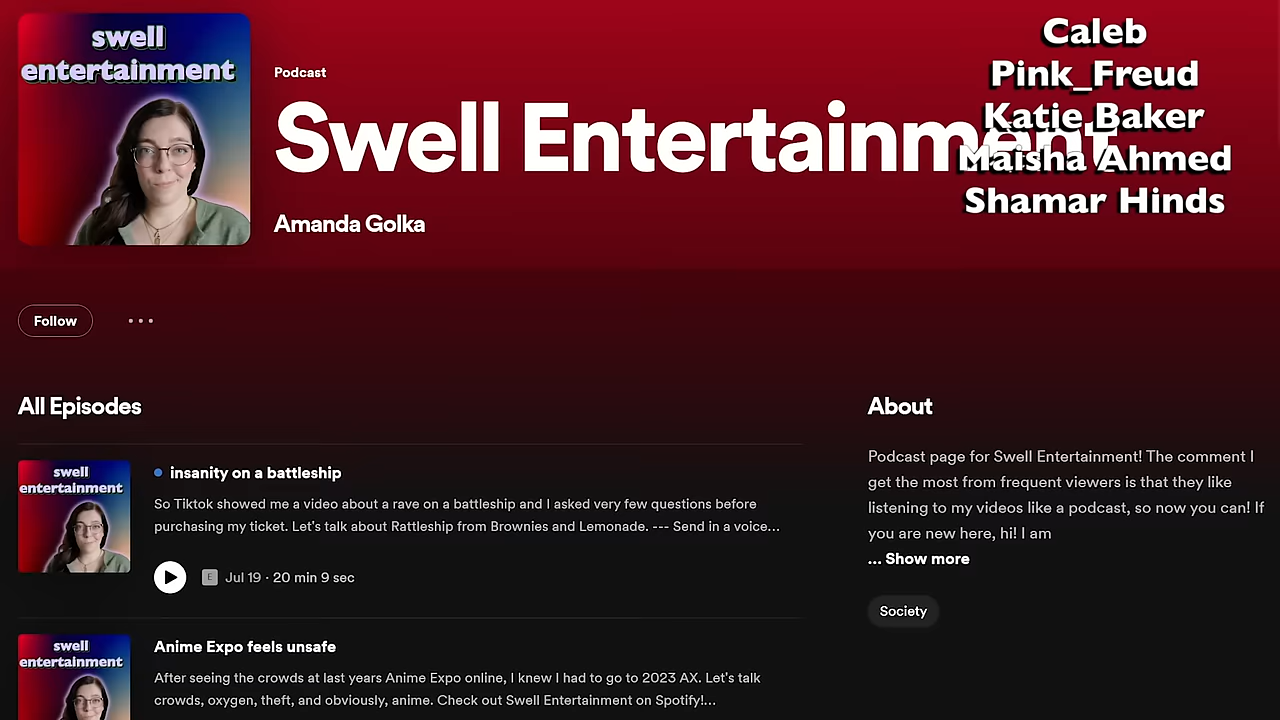 swell
entertainment
Podcast
Swell Entertainment
Amanda Golka
Caleb
Pink_Freud
Katie Baker
Maisha Ahmed
Shamar Hinds
Follow
All Episodes
swell
entertainment
insanity on a battleship
So Tiktok showed me a video about a rave on a battleship and I asked very few questions before
purchasing my ticket. Let's talk about Rattleship from Brownies and Lemonade. --- Send in a voice...
E Jul 19 · 20 min 9 sec
swell
entertainment
Anime Expo feels unsafe
After seeing the crowds at last years Anime Expo online, I knew I had to go to 2023 AX. Let's talk
crowds, oxygen, theft, and obviously, anime. Check out Swell Entertainment on Spotify!...
About
Podcast page for Swell Entertainment! The comment I
get the most from frequent viewers is that they like
listening to my videos like a podcast, so now you can! If
you are new here, hi! I am
... Show more
Society